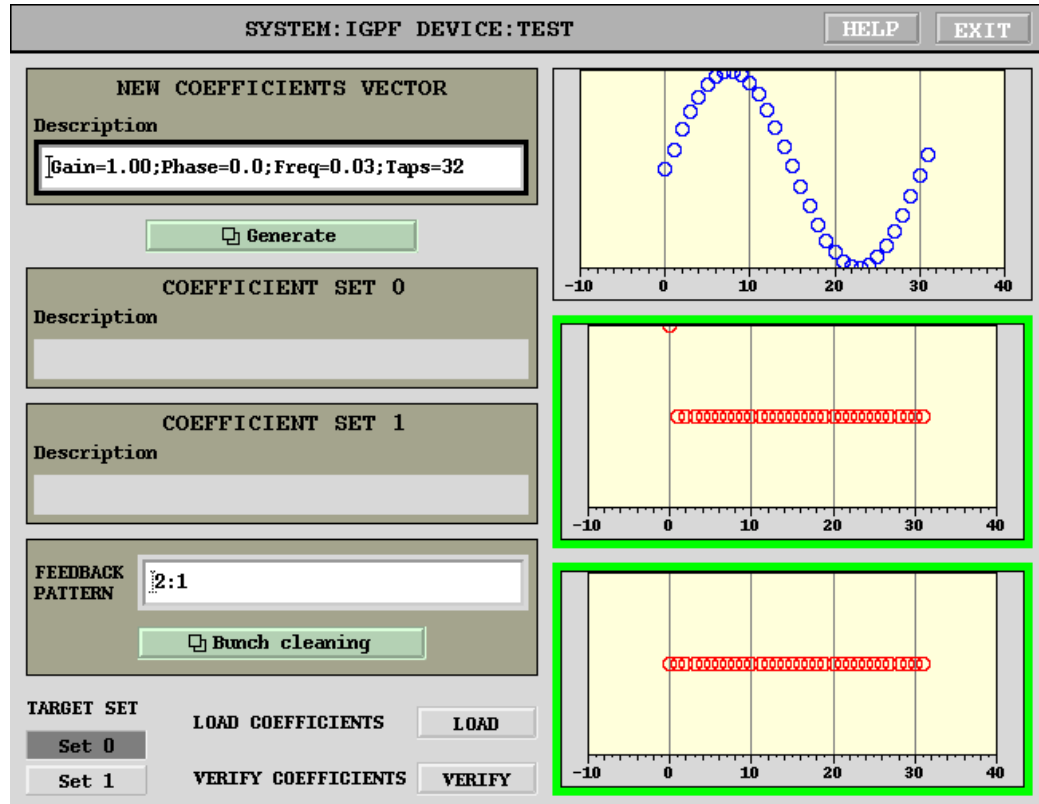 SYSTEM:IGPF DEVICE:TEST
HELP
EXIT
NEW COEFFICIENTS VECTOR
Description
Gain=1.00;Phase=0.0;Freq=0.03;Taps=32
Generate
-10 0 10 20 30 40
COEFFICIENT SET 0
Description
COEFFICIENT SET 1
Description
-10 0 10 20 30 40
FEEDBACK
PATTERN
2:1
Bunch cleaning
TARGET SET
Set 0
Set 1
LOAD COEFFICIENTS
LOAD
VERIFY COEFFICIENTS
VERIFY
-10 0 10 20 30 40